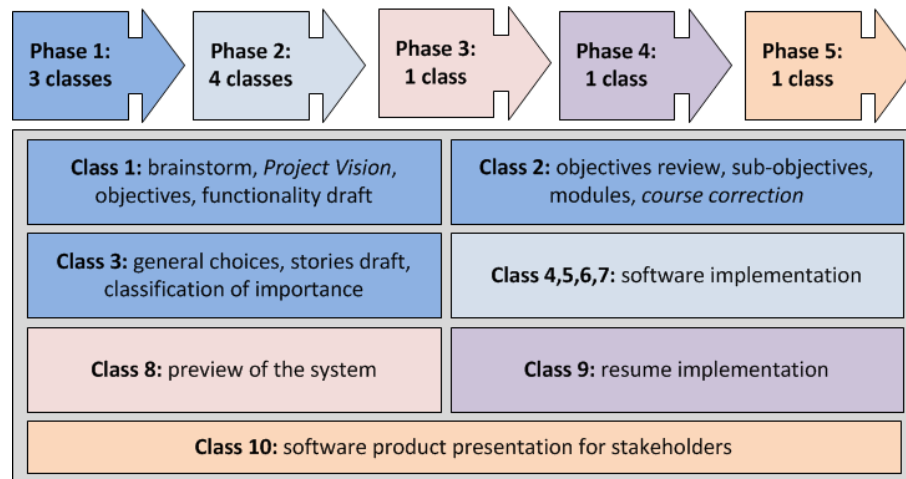 Phase 1:
3 classes
Phase 2:
4 classes
Phase 3:
1 class
Phase 4:
1 class
Phase 5:
1 class
Class 1: brainstorm, Project Vision,
objectives, functionality draft
Class 2: objectives review, sub-objectives,
modules, course correction
Class 3: general choices, stories draft,
classification of importance
Class 4,5,6,7: software implementation
Class 8: preview of the system
Class 9: resume implementation
Class 10: software product presentation for stakeholders